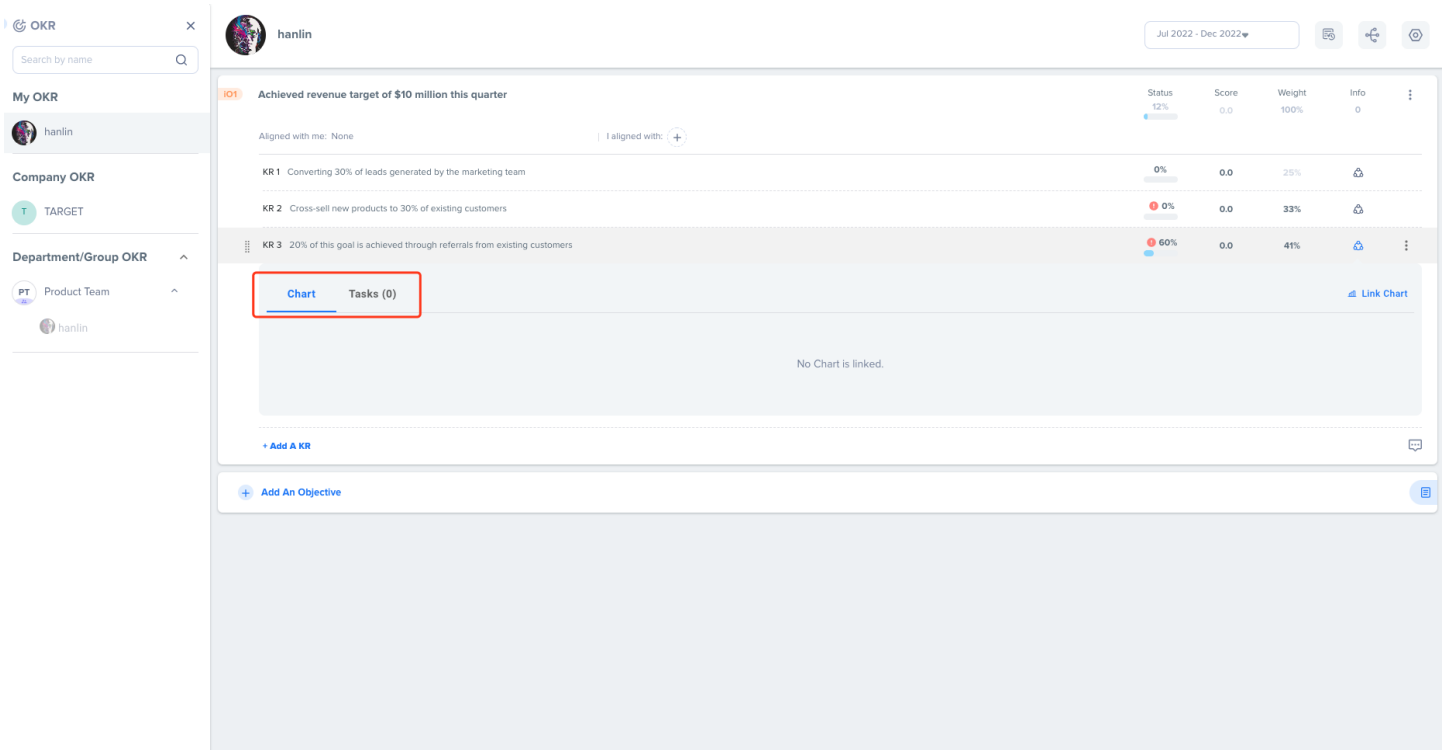 OKR
Search by name
My OKR
hanlin
Company OKR
T TARGET
Department/Group OKR
PT Product Team
hanlin
hanlin
Jul 2022 - Dec 2022
iO1 Achieved revenue target of $10 million this quarter
Status Score Weight Info
12% 0.0 100% 0
Aligned with me: None I aligned with:
KR 1 Converting 30% of leads generated by the marketing team 0% 0.0 25%
KR 2 Cross-sell new products to 30% of existing customers 0% 0.0 33%
KR 3 20% of this goal is achieved through referrals from existing customers 60% 0.0 41%
Chart Tasks (0) Link Chart
No Chart is linked.
+ Add A KR
+ Add An Objective